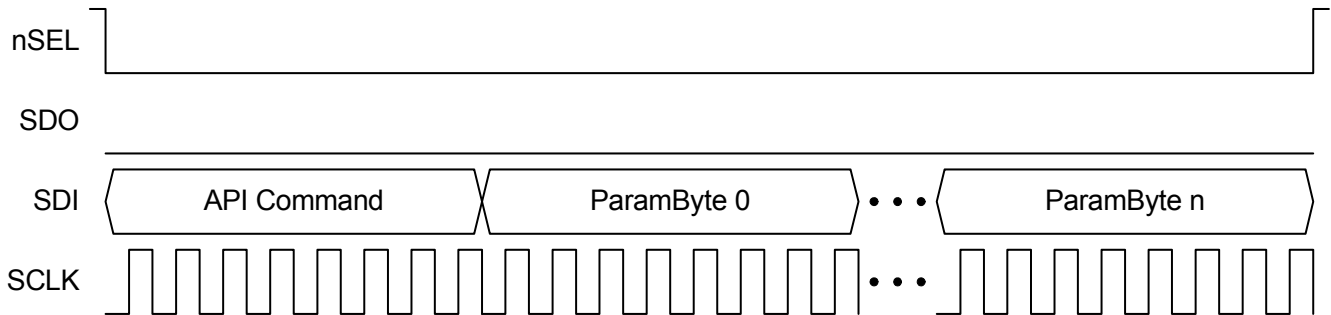 nSEL
SDO
SDI API Command ParamByte 0 • • • ParamByte n
SCLK • • •